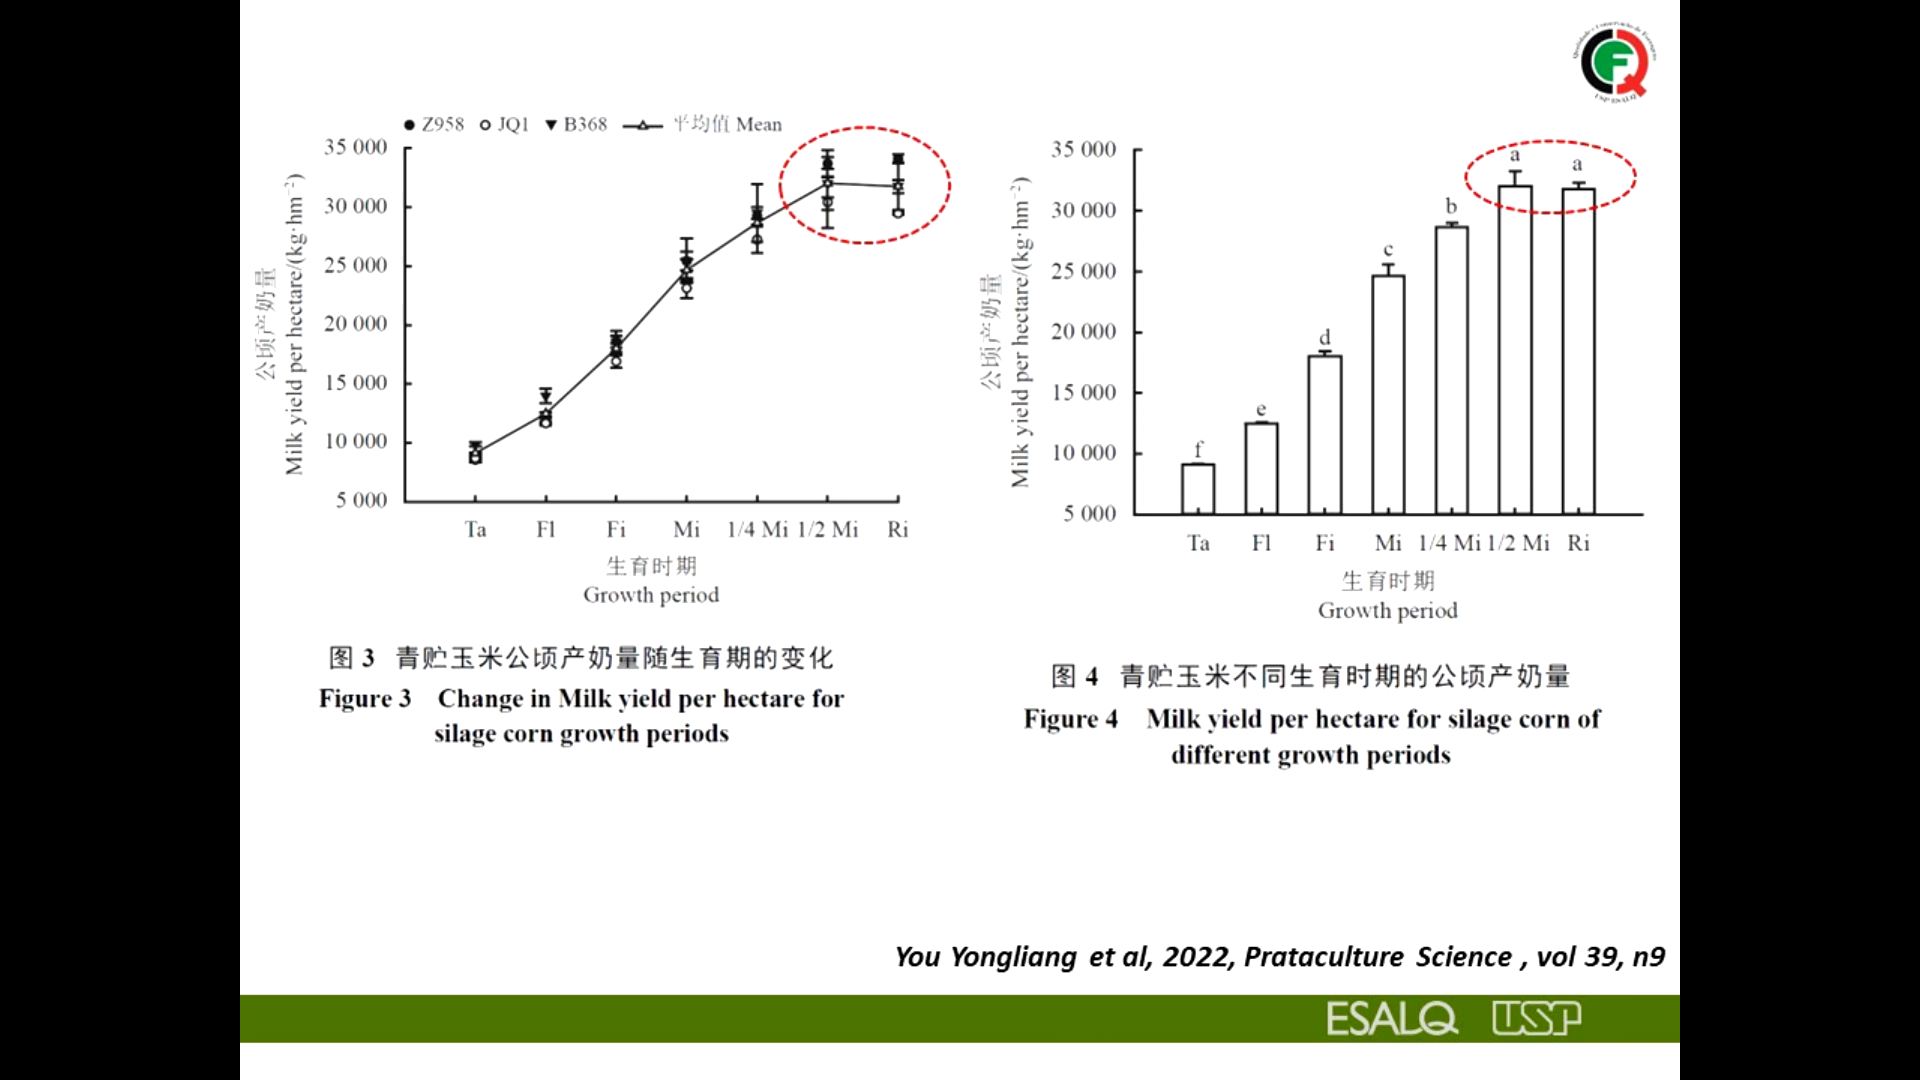 Z958 JQ1 B368 平均值 Mean
35 000
30 000
25 000
20 000
15 000
10 000
5 000
公顷产奶量
Milk yield per hectare/(kg·hm⁻²)
Ta Fl Fi Mi 1/4 Mi 1/2 Mi Ri
生育时期
Growth period
图 3 青贮玉米公顷产奶量随生育期的变化
Figure 3 Change in Milk yield per hectare for
silage corn growth periods
35 000
30 000
25 000
20 000
15 000
10 000
5 000
公顷产奶量
Milk yield per hectare/(kg·hm⁻²)
f e d c b a a
Ta Fl Fi Mi 1/4 Mi 1/2 Mi Ri
生育时期
Growth period
图 4 青贮玉米不同生育时期的公顷产奶量
Figure 4 Milk yield per hectare for silage corn of
different growth periods
You Yongliang et al, 2022, Prataculture Science , vol 39, n9
ESALQ USP
Qualidade e Conservação de Forragens
CFQ
USP ESALQ